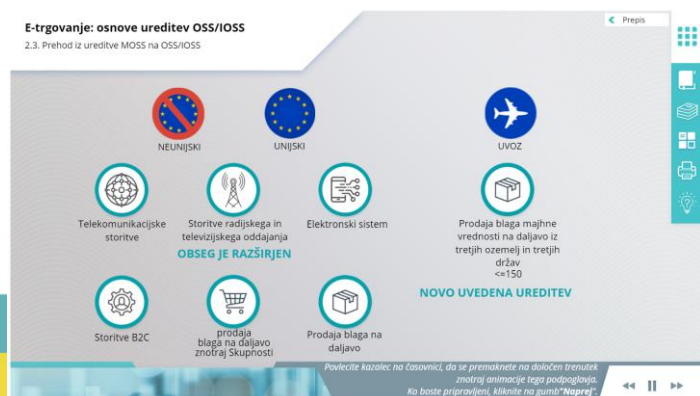 E-trgovanje: osnove ureditev OSS/IOSS
2.3. Prehod iz ureditve MOSS na OSS/IOSS
Prepis
NEUNIJSKI
UNIJSKI
UVOZ
Telekomunikacijske
storitve
Storitve radijskega in
televizijskega oddajanja
Elektronski sistem
Prodaja blaga majhne
vrednosti na daljavo iz
tretjih ozemelj in tretjih
držav
<=150
OBSEG JE RAZŠIRJEN
NOVO UVEDENA UREDITEV
Storitve B2C
prodaja
blaga na daljavo
znotraj Skupnosti
Prodaja blaga na
daljavo
Povlecite kazalec na časovnici, da se premaknete na določen trenutek
znotraj animacije tega podpoglavja.
Ko boste pripravljeni, kliknite na gumb"Naprej".